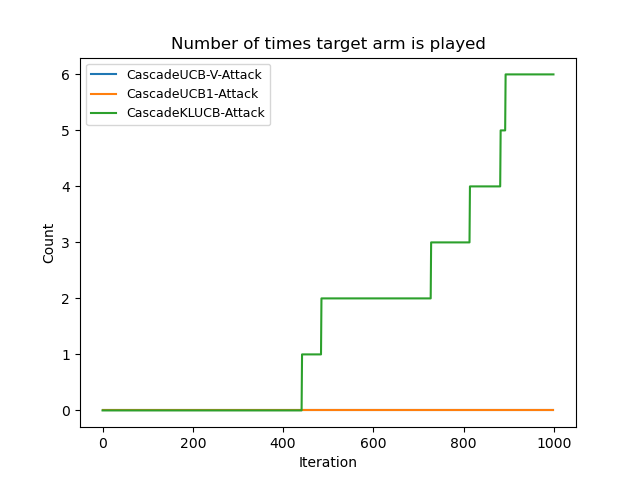 Number of times target arm is played
CascadeUCB-V-Attack
CascadeUCB1-Attack
CascadeKLUCB-Attack
6
5
4
3
2
1
0
Count
0 200 400 600 800 1000
Iteration